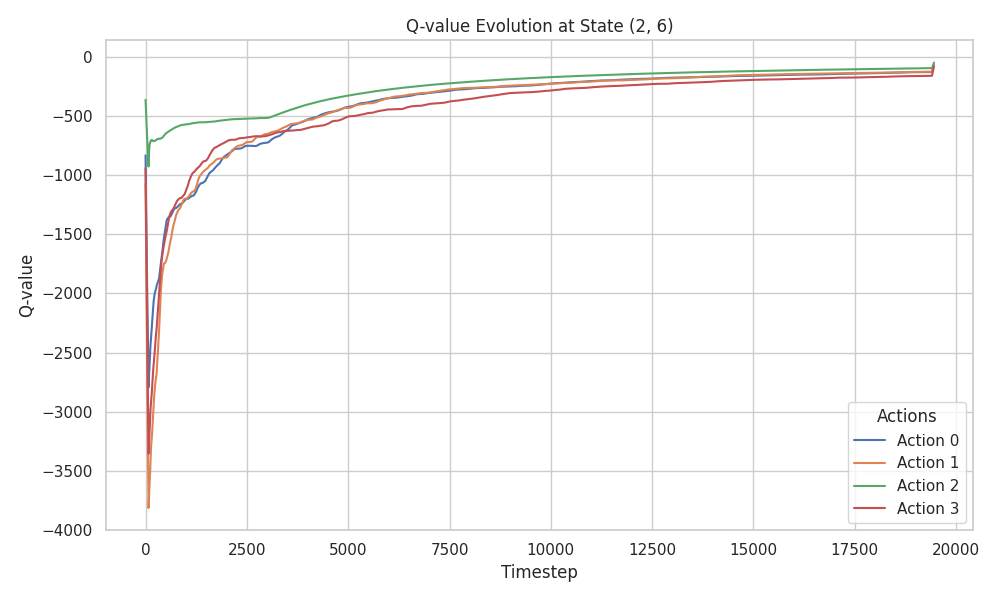 Q-value Evolution at State (2, 6)
0
−500
−1000
−1500
−2000
−2500
−3000
−3500
−4000
Q-value
Actions
Action 0
Action 1
Action 2
Action 3
0 2500 5000 7500 10000 12500 15000 17500 20000
Timestep